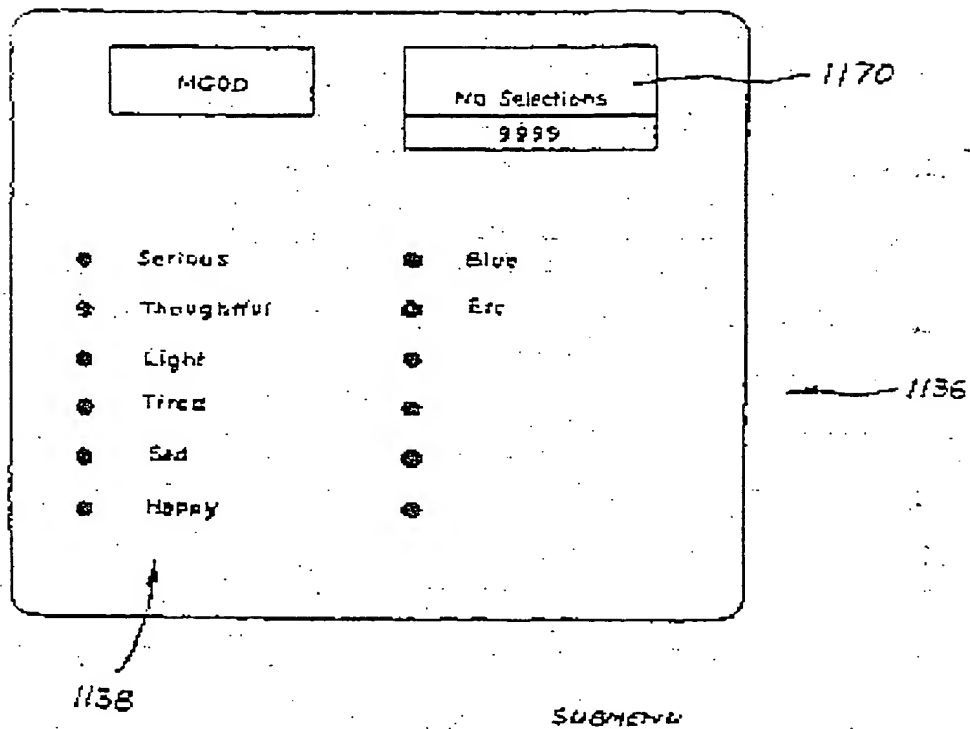 MOOD
No Selections
9999
1170
Serious
Thoughtful
Light
Tired
Sad
Happy
Blue
Etc
1136
1138
SUBMENU